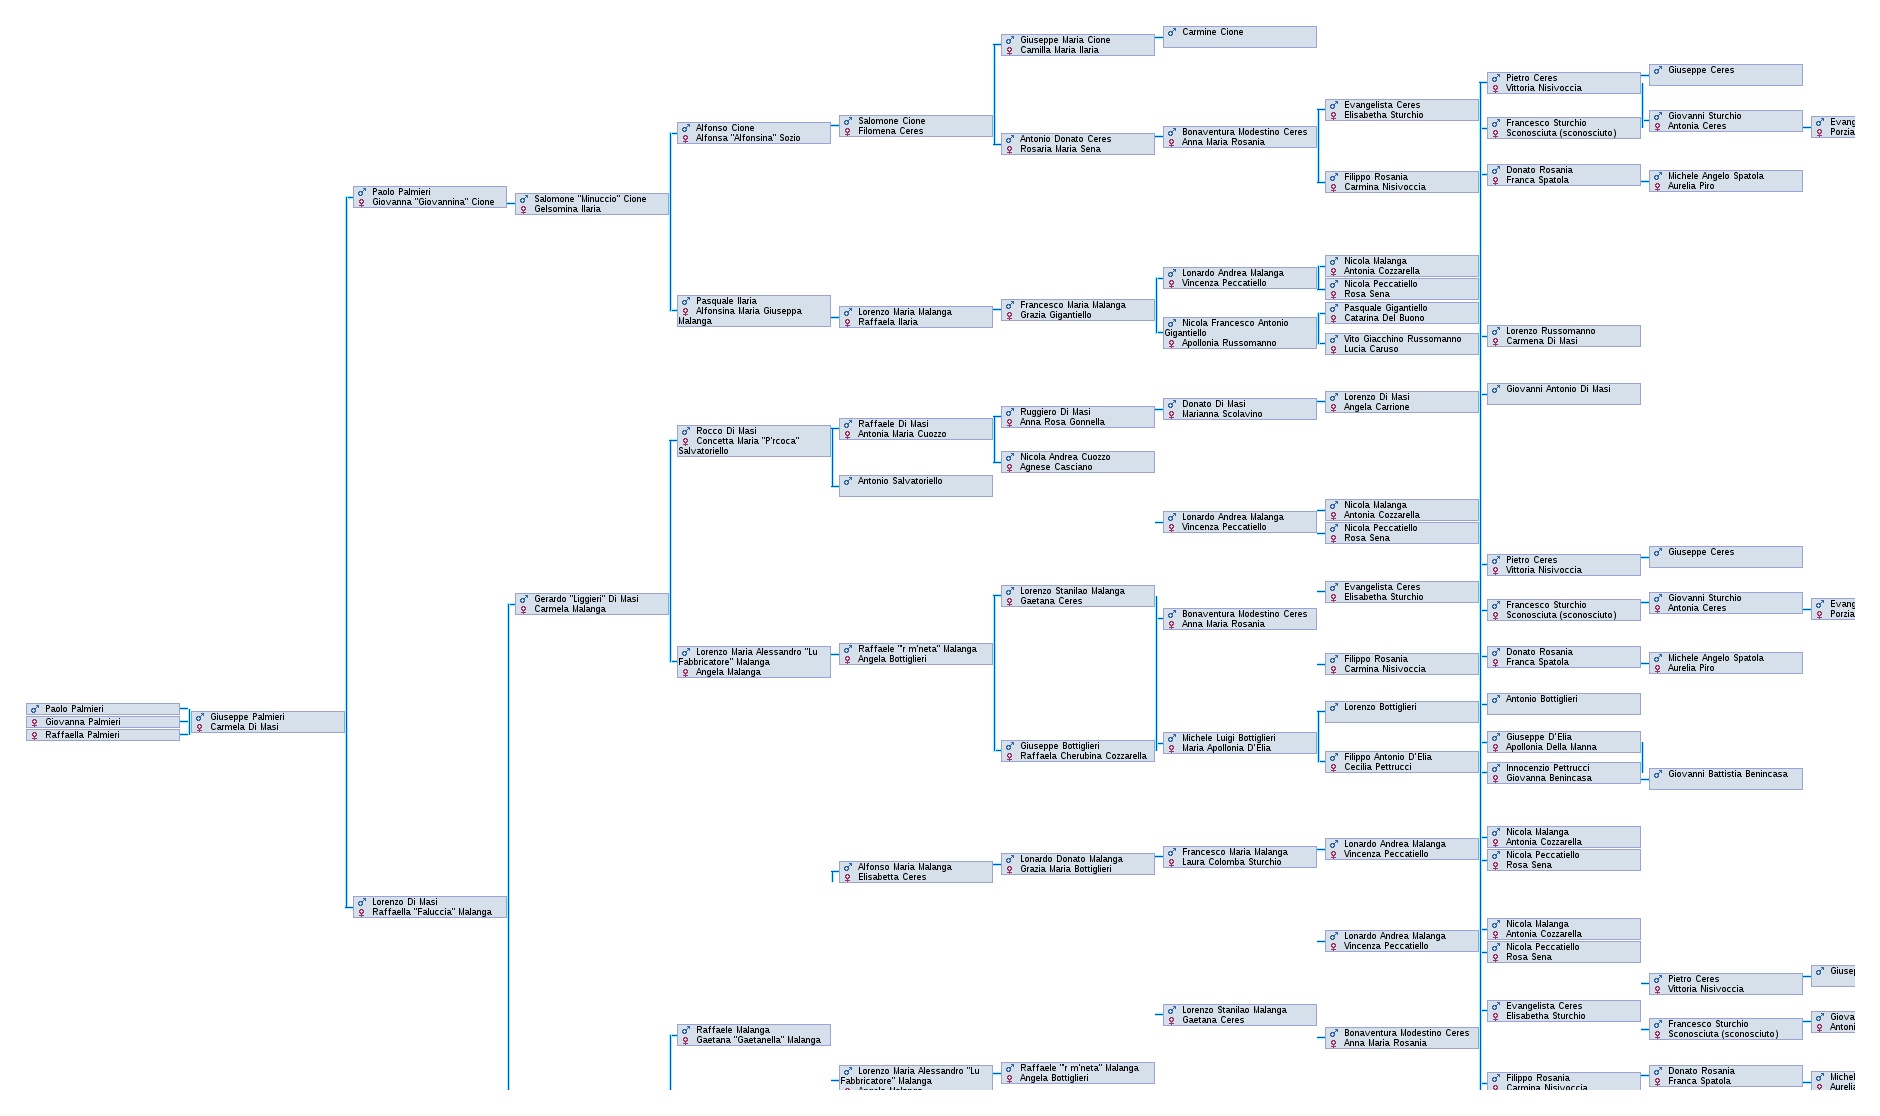 Carmine Cione
Giuseppe Maria Cione
Camilla Maria Ilaria
Giuseppe Ceres
Pietro Ceres
Vittoria Nisivoccia
Evangelista Ceres
Elisabetha Sturchio
Giovanni Sturchio
Antonia Ceres
Salomone Cione
Filomena Ceres
Evang
Porzia
Francesco Sturchio
Sconosciuta (sconosciuto)
Alfonso Cione
Alfonsa "Alfonsina" Sozio
Bonaventura Modestino Ceres
Anna Maria Rosania
Antonio Donato Ceres
Rosaria Maria Sena
Donato Rosania
Franca Spatola
Filippo Rosania
Carmina Nisivoccia
Michele Angelo Spatola
Aurelia Piro
Paolo Palmieri
Giovanna "Giovannina" Cione
Salomone "Minuccio" Cione
Gelsomina Ilaria
Nicola Malanga
Antonia Cozzarella
Lonardo Andrea Malanga
Vincenza Peccatiello
Nicola Peccatiello
Rosa Sena
Pasquale Ilaria
Alfonsina Maria Giuseppa
Malanga
Francesco Maria Malanga
Grazia Gigantiello
Pasquale Gigantiello
Catarina Del Buono
Lorenzo Maria Malanga
Raffaela Ilaria
Nicola Francesco Antonio
Gigantiello
Apollonia Russomanno
Lorenzo Russomanno
Carmena Di Masi
Vito Giacchino Russomanno
Lucia Caruso
Giovanni Antonio Di Masi
Lorenzo Di Masi
Angela Carrione
Donato Di Masi
Marianna Scolavino
Ruggiero Di Masi
Anna Rosa Gonnella
Raffaele Di Masi
Antonia Maria Cuozzo
Rocco Di Masi
Concetta Maria "P'rcoca"
Salvatoriello
Nicola Andrea Cuozzo
Agnese Casciano
Antonio Salvatoriello
Nicola Malanga
Antonia Cozzarella
Lonardo Andrea Malanga
Vincenza Peccatiello
Nicola Peccatiello
Rosa Sena
Giuseppe Ceres
Pietro Ceres
Vittoria Nisivoccia
Evangelista Ceres
Elisabetha Sturchio
Lorenzo Stanilao Malanga
Gaetana Ceres
Giovanni Sturchio
Antonia Ceres
Gerardo "Liggieri" Di Masi
Carmela Malanga
Evang
Porzia
Francesco Sturchio
Sconosciuta (sconosciuto)
Bonaventura Modestino Ceres
Anna Maria Rosania
Raffaele "'r m'neta" Malanga
Angela Bottiglieri
Lorenzo Maria Alessandro "Lu
Fabbricatore" Malanga
Angela Malanga
Donato Rosania
Franca Spatola
Filippo Rosania
Carmina Nisivoccia
Michele Angelo Spatola
Aurelia Piro
Antonio Bottiglieri
Lorenzo Bottiglieri
Paolo Palmieri
Giovanna Palmieri
Raffaella Palmieri
Giuseppe Palmieri
Carmela Di Masi
Giuseppe D'Elia
Apollonia Della Manna
Michele Luigi Bottiglieri
Maria Apollonia D'Elia
Giuseppe Bottiglieri
Raffaela Cherubina Cozzarella
Filippo Antonio D'Elia
Cecilia Pettrucci
Innocenzio Pettrucci
Giovanna Benincasa
Giovanni Battistia Benincasa
Nicola Malanga
Antonia Cozzarella
Lonardo Andrea Malanga
Vincenza Peccatiello
Francesco Maria Malanga
Laura Colomba Sturchio
Nicola Peccatiello
Rosa Sena
Lonardo Donato Malanga
Grazia Maria Bottiglieri
Alfonso Maria Malanga
Elisabetta Ceres
Lorenzo Di Masi
Raffaella "Faluccia" Malanga
Nicola Malanga
Antonia Cozzarella
Lonardo Andrea Malanga
Vincenza Peccatiello
Nicola Peccatiello
Rosa Sena
Giusep
Pietro Ceres
Vittoria Nisivoccia
Evangelista Ceres
Elisabetha Sturchio
Lorenzo Stanilao Malanga
Gaetana Ceres
Giova
Antoni
Francesco Sturchio
Sconosciuta (sconosciuto)
Raffaele Malanga
Gaetana "Gaetanella" Malanga
Bonaventura Modestino Ceres
Anna Maria Rosania
Raffaele "'r m'neta" Malanga
Angela Bottiglieri
Lorenzo Maria Alessandro "Lu
Fabbricatore" Malanga
Angela Malanga
Donato Rosania
Franca Spatola
Filippo Rosania
Carmina Nisivoccia
Michel
Aurelia